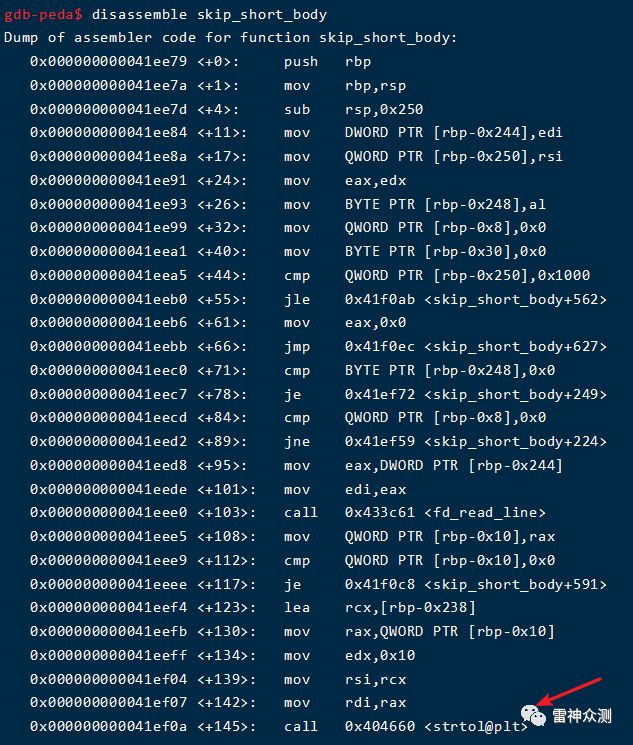 gdb-peda$ disassemble skip_short_body
Dump of assembler code for function skip_short_body:
0x000000000041ee79 <+0>: push rbp
0x000000000041ee7a <+1>: mov rbp,rsp
0x000000000041ee7d <+4>: sub rsp,0x250
0x000000000041ee84 <+11>: mov DWORD PTR [rbp-0x244],edi
0x000000000041ee8a <+17>: mov QWORD PTR [rbp-0x250],rsi
0x000000000041ee91 <+24>: mov eax,edx
0x000000000041ee93 <+26>: mov BYTE PTR [rbp-0x248],al
0x000000000041ee99 <+32>: mov QWORD PTR [rbp-0x8],0x0
0x000000000041eea1 <+40>: mov BYTE PTR [rbp-0x30],0x0
0x000000000041eea5 <+44>: cmp QWORD PTR [rbp-0x250],0x1000
0x000000000041eeb0 <+55>: jle 0x41f0ab <skip_short_body+562>
0x000000000041eeb6 <+61>: mov eax,0x0
0x000000000041eebb <+66>: jmp 0x41f0ec <skip_short_body+627>
0x000000000041eec0 <+71>: cmp BYTE PTR [rbp-0x248],0x0
0x000000000041eec7 <+78>: je 0x41ef72 <skip_short_body+249>
0x000000000041eecd <+84>: cmp QWORD PTR [rbp-0x8],0x0
0x000000000041eed2 <+89>: jne 0x41ef59 <skip_short_body+224>
0x000000000041eed8 <+95>: mov eax,DWORD PTR [rbp-0x244]
0x000000000041eede <+101>: mov edi,eax
0x000000000041eee0 <+103>: call 0x433c61 <fd_read_line>
0x000000000041eee5 <+108>: mov QWORD PTR [rbp-0x10],rax
0x000000000041eee9 <+112>: cmp QWORD PTR [rbp-0x10],0x0
0x000000000041eeee <+117>: je 0x41f0c8 <skip_short_body+591>
0x000000000041eef4 <+123>: lea rcx,[rbp-0x238]
0x000000000041eefb <+130>: mov rax,QWORD PTR [rbp-0x10]
0x000000000041eeff <+134>: mov edx,0x10
0x000000000041ef04 <+139>: mov rsi,rcx
0x000000000041ef07 <+142>: mov rdi,rax
0x000000000041ef0a <+145>: call 0x404660 <strtol@plt>
雷神众测